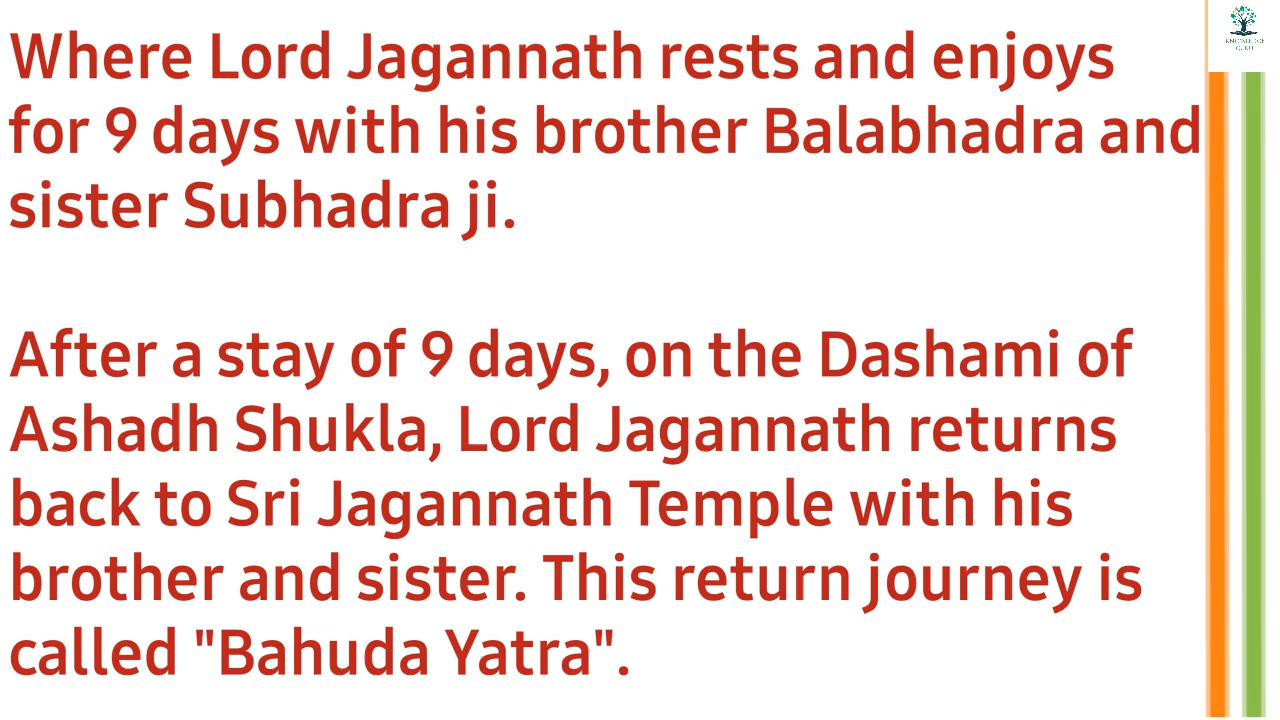 Where Lord Jagannath rests and enjoys
for 9 days with his brother Balabhadra and
sister Subhadra ji.
After a stay of 9 days, on the Dashami of
Ashadh Shukla, Lord Jagannath returns
back to Sri Jagannath Temple with his
brother and sister. This return journey is
called "Bahuda Yatra".
KNOWLEDGE
GURU